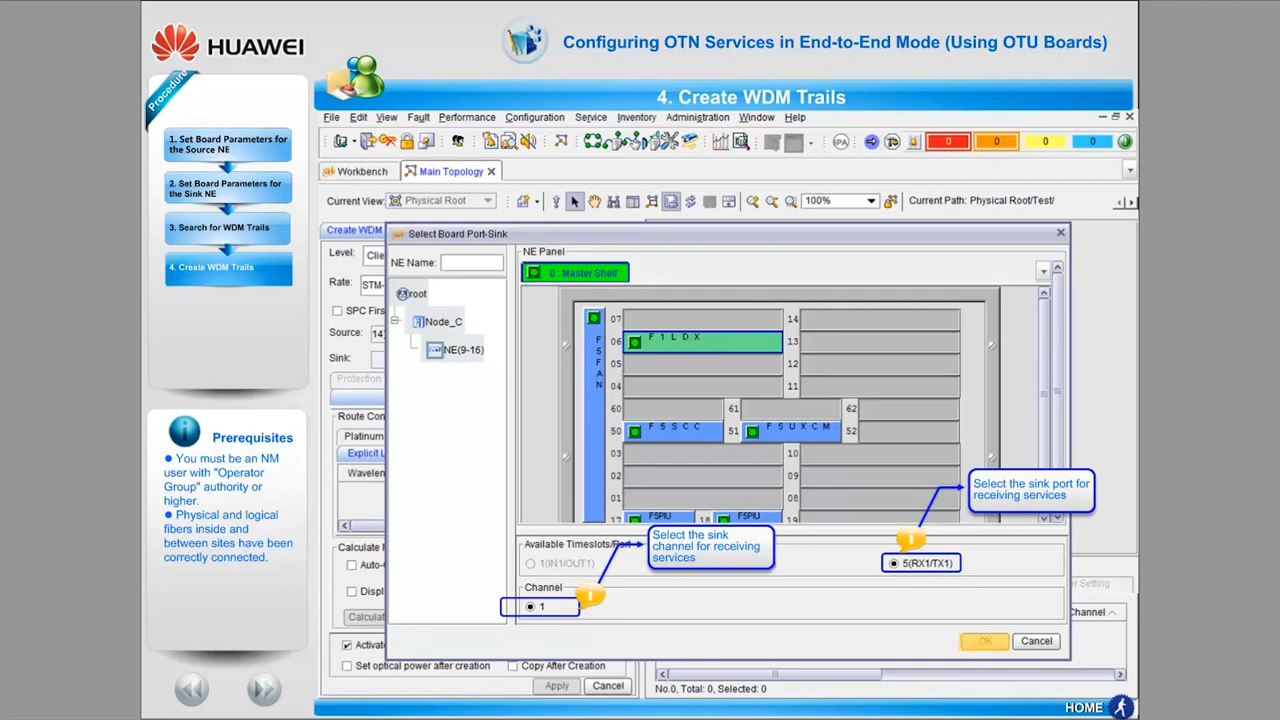 HUAWEI
Configuring OTN Services in End-to-End Mode (Using OTU Boards)
Procedure
1. Set Board Parameters for
the Source NE
2. Set Board Parameters for
the Sink NE
3. Search for WDM Trails
4. Create WDM Trails
Prerequisites
● You must be an NM
user with "Operator
Group" authority or
higher.
● Physical and logical
fibers inside and
between sites have been
correctly connected.
4. Create WDM Trails
File Edit View Fault Performance Configuration Service Inventory Administration Window Help
PA 0 0 0 0
Workbench Main Topology
Current View: Physical Root 100% Current Path: Physical Root/Test/
Create WDM
Level: Clie
Rate: STM-
SPC Firs
Source: 14
Sink:
Protection
Route Con
Platinum
Explicit L
Wavelen
Calculate R
Auto-
Displ
Calcula
Activate
Set optical power after creation Copy After Creation
Apply Cancel
Select Board Port-Sink
NE Name:
root
Node_C
NE(9-16)
NE Panel
0 : Master Shelf
F5FAN
07 14
06 F1LDX 13
05 12
04 11
60 61 62
50 F5SCC 51 F5UXCM 52
03 10
02 09
01 08
17 F5PIU 18 F5PIU 19
Select the sink port for
receiving services
Available Timeslots/Port
1(IN1/OUT1) 5(RX1/TX1)
Select the sink
channel for receiving
services
Channel
1
OK Cancel
er Setting
Channel
No.0, Total: 0, Selected: 0
HOME